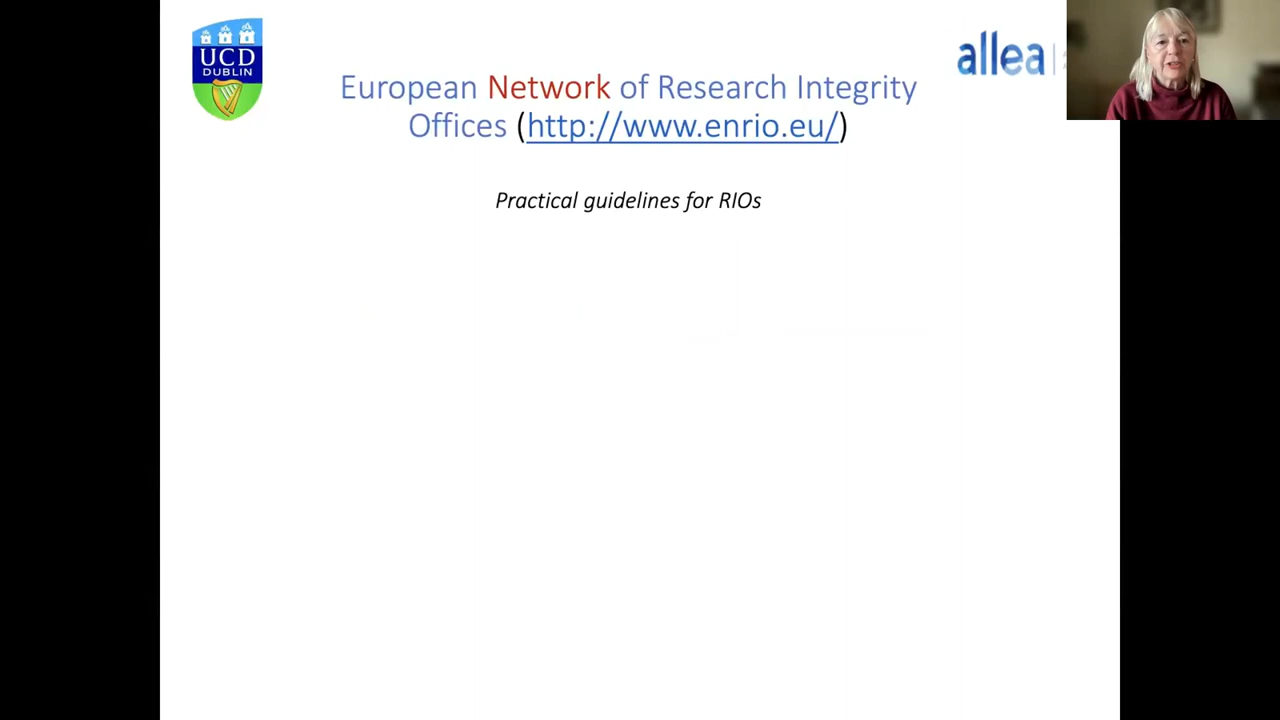 UCD
DUBLIN
allea
European Network of Research Integrity
Offices (http://www.enrio.eu/)
Practical guidelines for RIOs